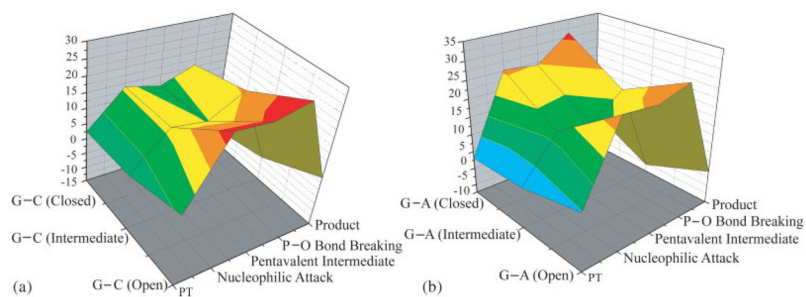 30
25
20
15
10
5
0
-5
-10
-15
G−C (Closed)
G−C (Intermediate)
G−C (Open)
PT
Nucleophilic Attack
Pentavalent Intermediate
P−O Bond Breaking
Product
(a)
35
30
25
20
15
10
5
0
-5
-10
G−A (Closed)
G−A (Intermediate)
G−A (Open)
PT
Nucleophilic Attack
Pentavalent Intermediate
P−O Bond Breaking
Product
(b)